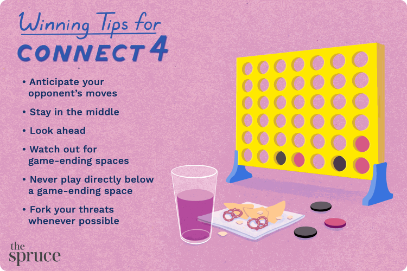 Winning Tips for
CONNECT 4
• Anticipate your
opponent's moves
• Stay in the middle
• Look ahead
• Watch out for
game-ending spaces
• Never play directly below
a game-ending space
• Fork your threats
whenever possible
the
spruce